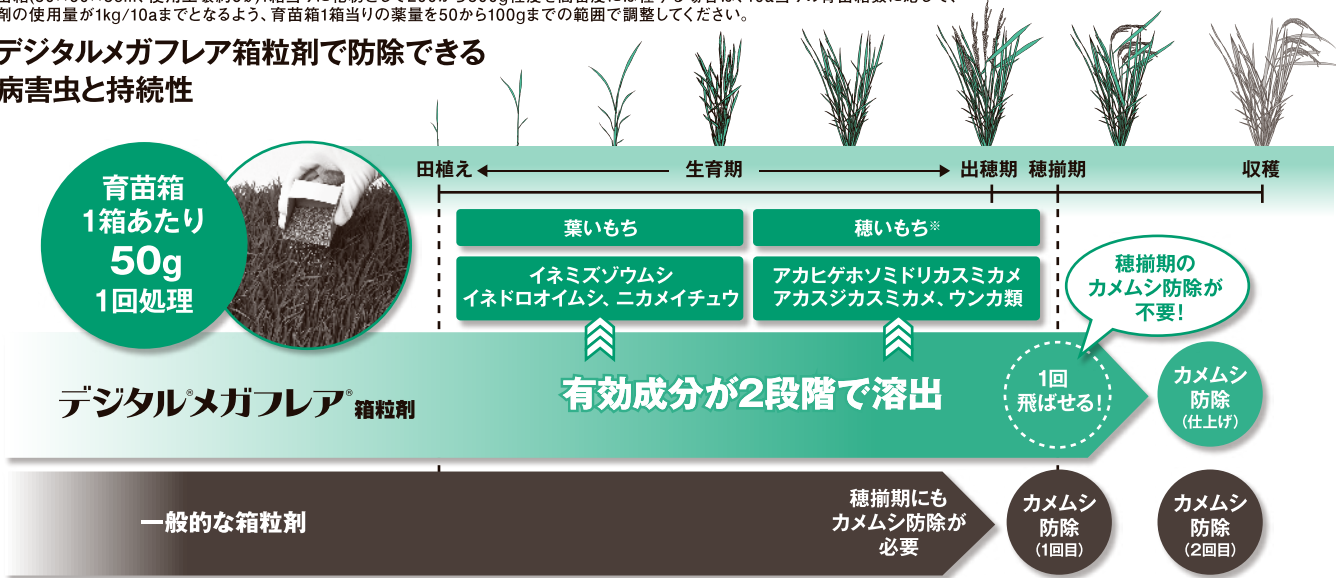 剤の使用量が1kg/10aまでとなるよう、育苗箱1箱当りの薬量を50から100gまでの範囲で調整してください。
デジタルメガフレア箱粒剤で防除できる
病害虫と持続性
田植え
生育期
出穂期
穂揃期
収穫
育苗箱
1箱あたり
50g
1回処理
葉いもち
穂いもち※
イネミズゾウムシ
イネドロオイムシ、ニカメイチュウ
アカヒゲホソミドリカスミカメ
アカスジカスミカメ、ウンカ類
穂揃期の
カメムシ防除が
不要!
デジタル®メガフレア®箱粒剤
有効成分が2段階で溶出
1回
飛ばせる!
カメムシ
防除
(仕上げ)
一般的な箱粒剤
穂揃期にも
カメムシ防除が
必要
カメムシ
防除
(1回目)
カメムシ
防除
(2回目)